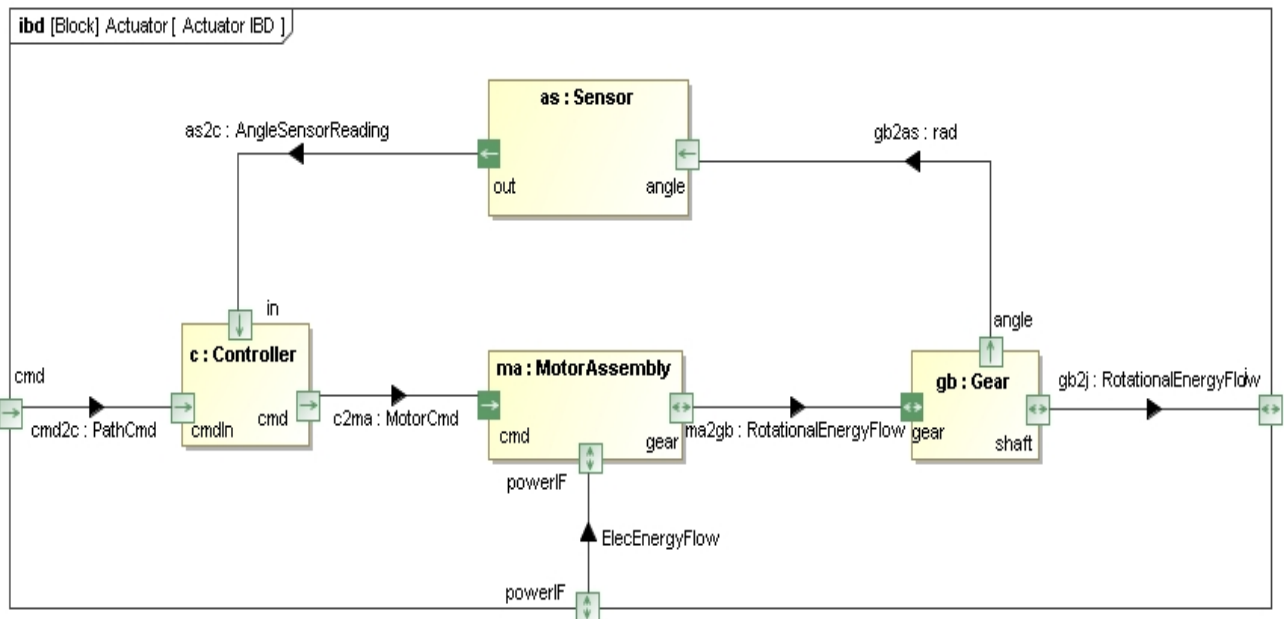 ibd [Block] Actuator [ Actuator IBD ]
as : Sensor
as2c : AngleSensorReading
gb2as : rad
out
angle
in
angle
c : Controller
ma : MotorAssembly
gb : Gear
cmd
gb2j : RotationalEnergyFlow
cmd2c : PathCmd
cmdIn
cmd
c2ma : MotorCmd
cmd
gear
ma2gb : RotationalEnergyFlow
gear
shaft
powerIF
ElecEnergyFlow
powerIF